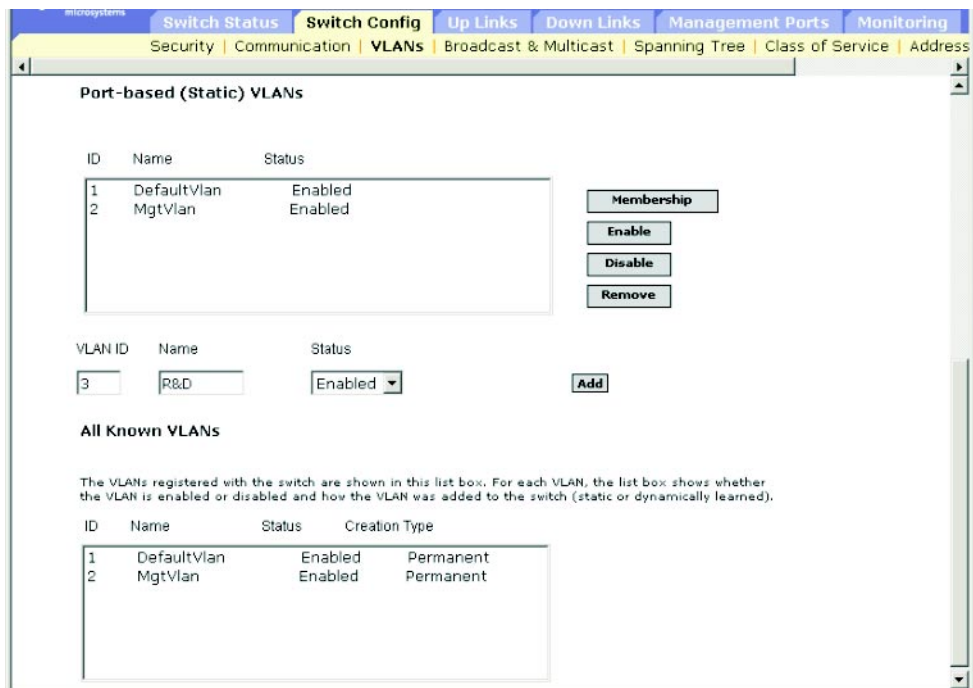 microsystems
Switch Status Switch Config Up Links Down Links Management Ports Monitoring
Security | Communication | VLANs | Broadcast & Multicast | Spanning Tree | Class of Service | Address
Port-based (Static) VLANs
ID Name Status
1 DefaultVlan Enabled
2 MgtVlan Enabled
Membership
Enable
Disable
Remove
VLAN ID Name Status
3 R&D Enabled Add
All Known VLANs
The VLANs registered with the switch are shown in this list box. For each VLAN, the list box shows whether
the VLAN is enabled or disabled and how the VLAN was added to the switch (static or dynamically learned).
ID Name Status Creation Type
1 DefaultVlan Enabled Permanent
2 MgtVlan Enabled Permanent